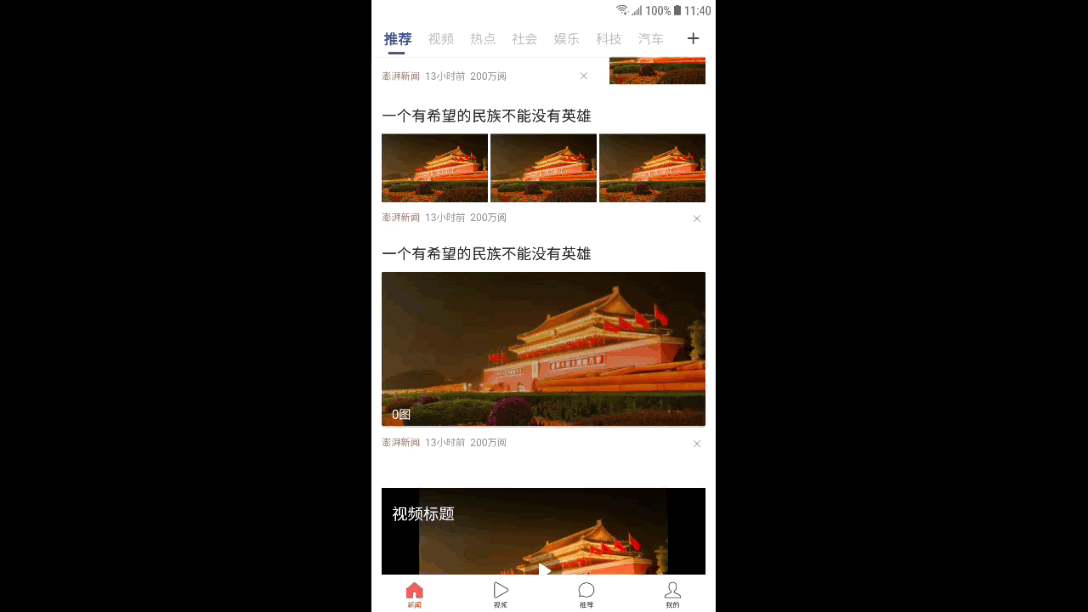 100% 11:40
推荐 视频 热点 社会 娱乐 科技 汽车 +
澎湃新闻 13小时前 200万阅
一个有希望的民族不能没有英雄
澎湃新闻 13小时前 200万阅
一个有希望的民族不能没有英雄
0图
澎湃新闻 13小时前 200万阅
视频标题
新闻 视频 推荐 我的